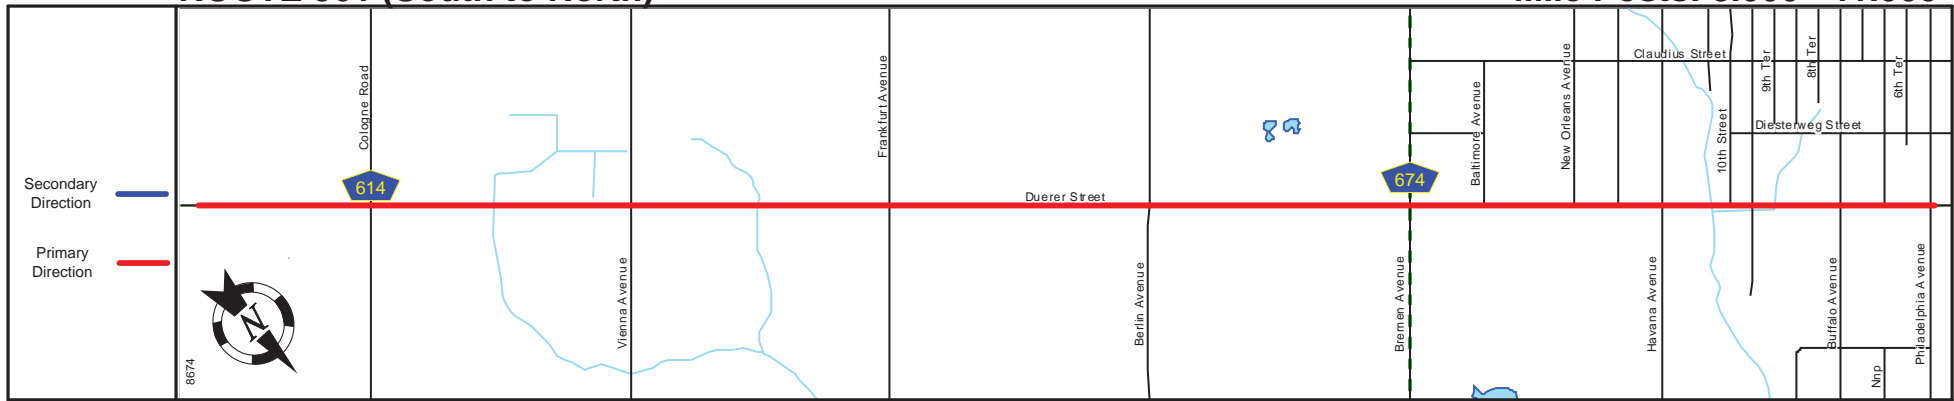 Secondary
Direction
Primary
Direction
8674
N
Cologne Road
614
Vienna Avenue
Frankfurt Avenue
Duerer Street
Berlin Avenue
674
Bremen Avenue
Baltimore Avenue
New Orleans Avenue
Claudius Street
Havana Avenue
10th Street
9th Ter
8th Ter
6th Ter
Diesterweg Street
Buffalo Avenue
Nnp
Philadelphia Avenue